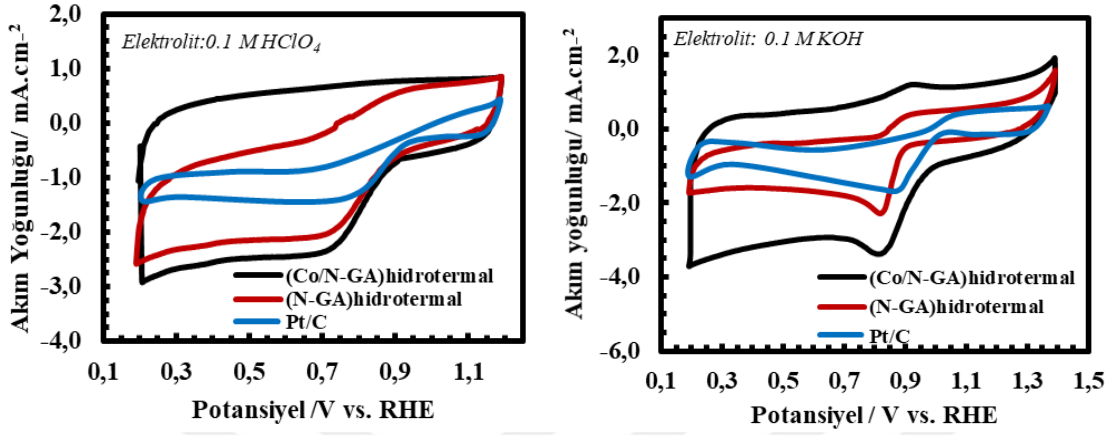 Elektrolit:0.1 M HClO4
Akım Yoğunluğu/ mA.cm-2
2,0
1,0
0,0
-1,0
-2,0
-3,0
-4,0
(Co/N-GA)hidrotermal
(N-GA)hidrotermal
Pt/C
0,1 0,3 0,5 0,7 0,9 1,1
Potansiyel /V vs. RHE
Elektrolit: 0.1 M KOH
Akım yoğunluğu/ mA.cm-2
2,0
0,0
-2,0
-4,0
-6,0
(Co/N-GA)hidrotermal
(N-GA)hidrotermal
Pt/C
0,1 0,3 0,5 0,7 0,9 1,1 1,3 1,5
Potansiyel / V vs. RHE